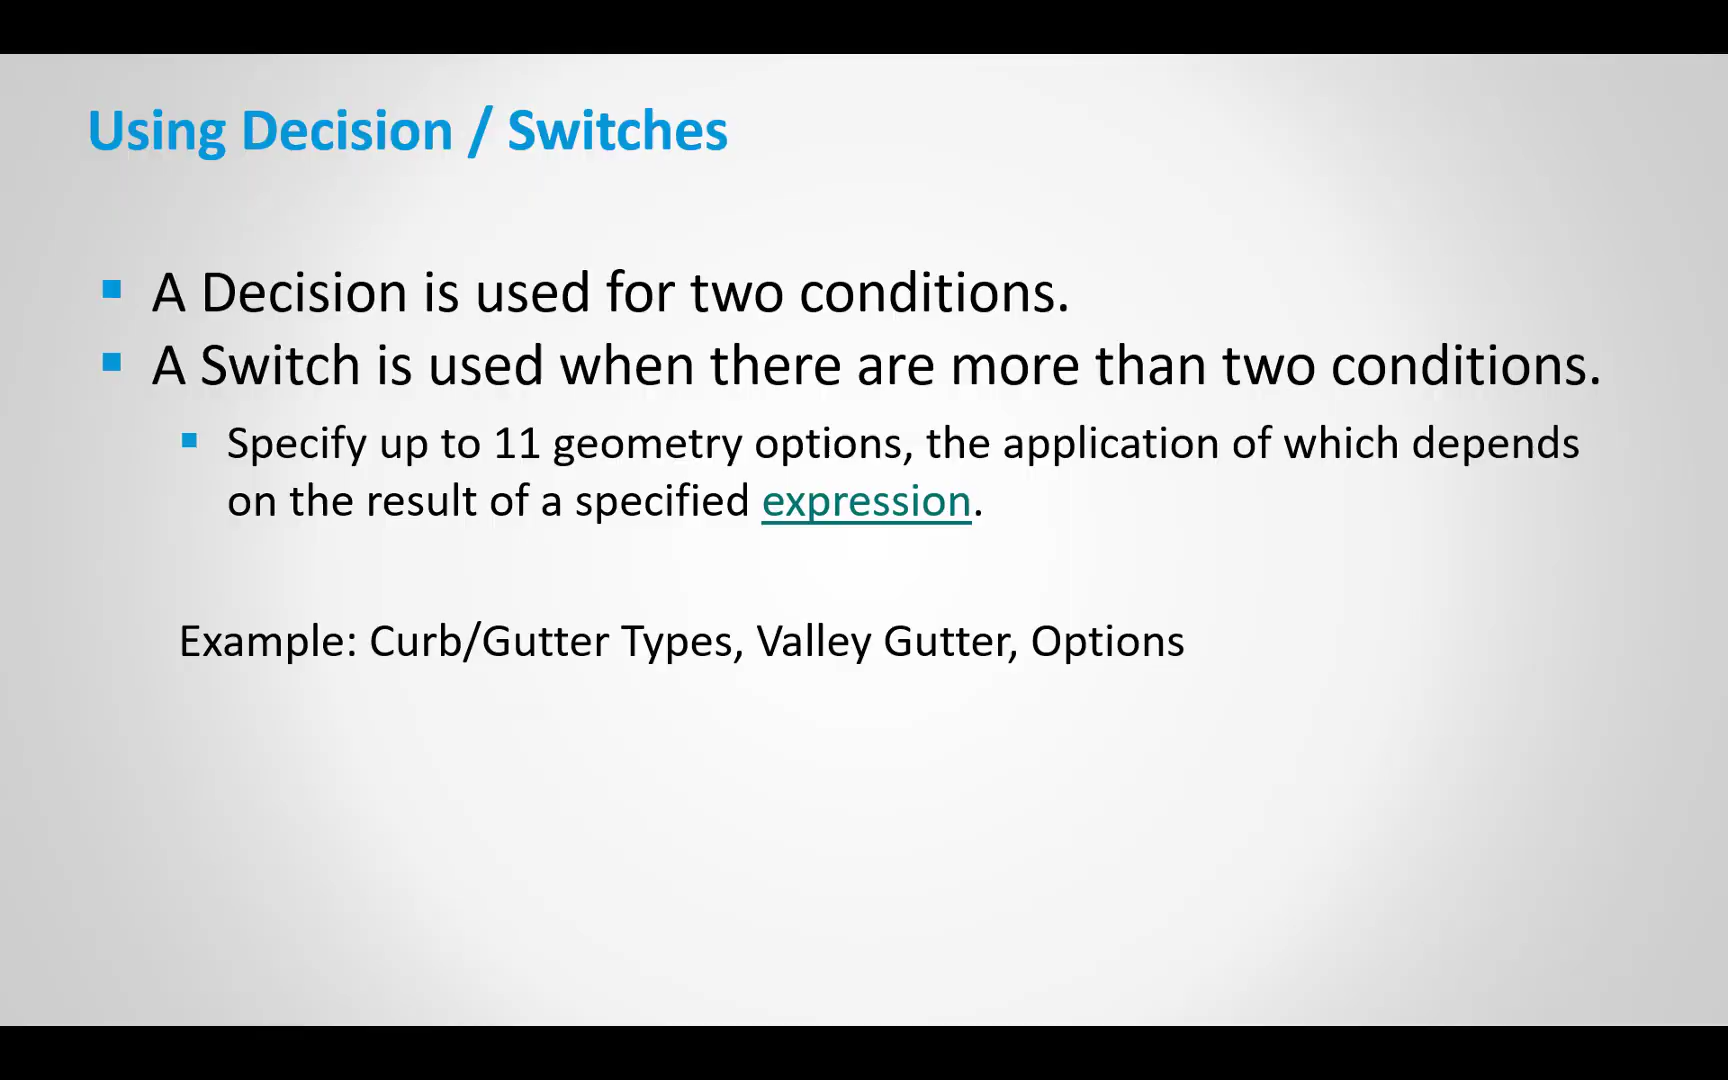 Using Decision / Switches
A Decision is used for two conditions.
A Switch is used when there are more than two conditions.
Specify up to 11 geometry options, the application of which depends
on the result of a specified expression.
Example: Curb/Gutter Types, Valley Gutter, Options